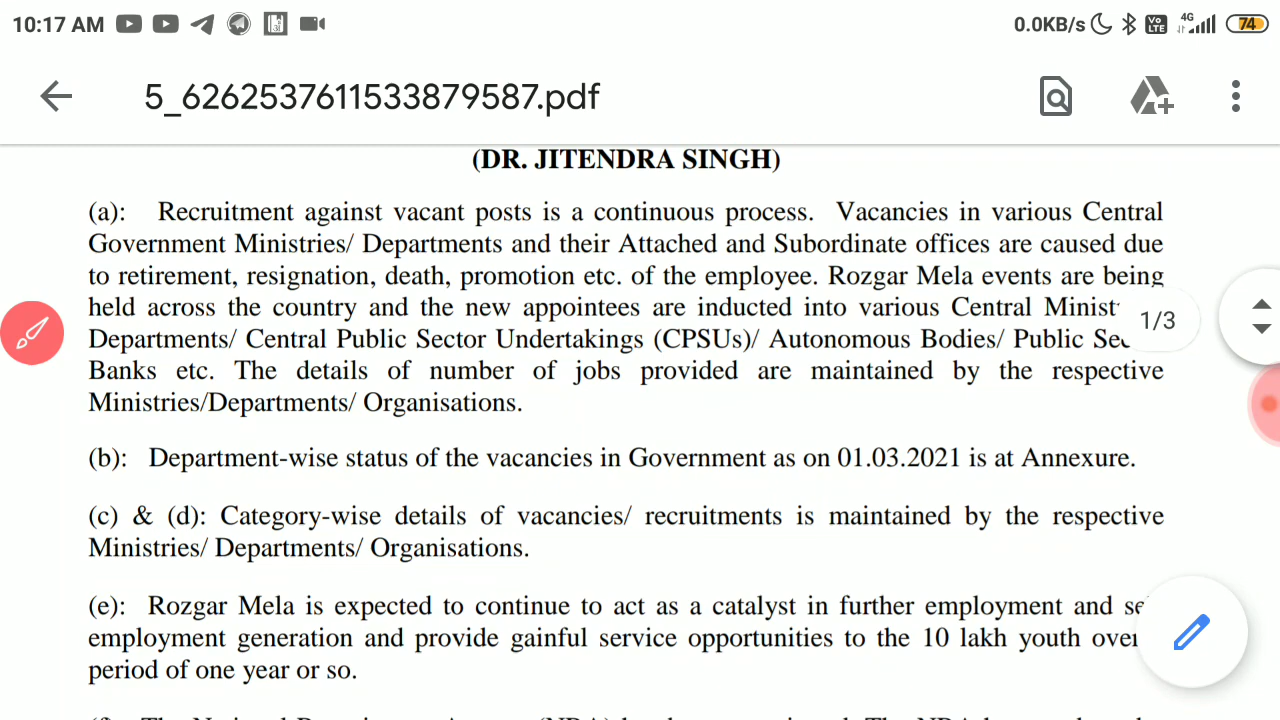 10:17 AM
0.0KB/s
Vo LTE
4G
74
5_6262537611533879587.pdf
(DR. JITENDRA SINGH)
(a): Recruitment against vacant posts is a continuous process. Vacancies in various Central
Government Ministries/ Departments and their Attached and Subordinate offices are caused due
to retirement, resignation, death, promotion etc. of the employee. Rozgar Mela events are being
held across the country and the new appointees are inducted into various Central
1/3
Departments/ Central Public Sector Undertakings (CPSUs)/ Autonomous Bodies/ Public
Banks etc. The details of number of jobs provided are maintained by the respective
Ministries/Departments/ Organisations.
(b): Department-wise status of the vacancies in Government as on 01.03.2021 is at Annexure.
(c) & (d): Category-wise details of vacancies/ recruitments is maintained by the respective
Ministries/ Departments/ Organisations.
(e): Rozgar Mela is expected to continue to act as a catalyst in further employment and
employment generation and provide gainful service opportunities to the 10 lakh youth over
period of one year or so.